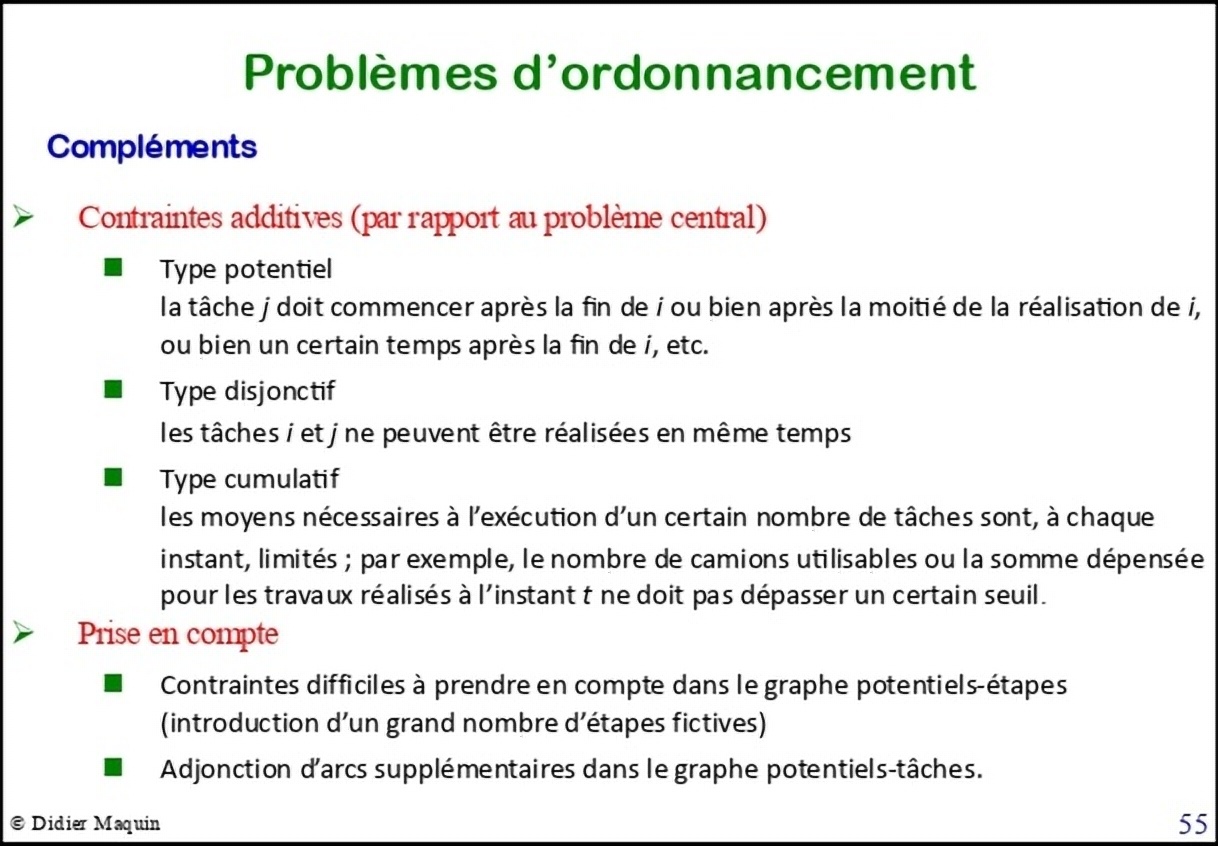 Problèmes d’ordonnancement
Compléments
Contraintes additives (par rapport au problème central)
Type potentiel
la tâche j doit commencer après la fin de i ou bien après la moitié de la réalisation de i,
ou bien un certain temps après la fin de i, etc.
Type disjonctif
les tâches i et j ne peuvent être réalisées en même temps
Type cumulatif
les moyens nécessaires à l’exécution d’un certain nombre de tâches sont, à chaque
instant, limités ; par exemple, le nombre de camions utilisables ou la somme dépensée
pour les travaux réalisés à l’instant t ne doit pas dépasser un certain seuil.
Prise en compte
Contraintes difficiles à prendre en compte dans le graphe potentiels-étapes
(introduction d’un grand nombre d’étapes fictives)
Adjonction d’arcs supplémentaires dans le graphe potentiels-tâches.
© Didier Maquin
55